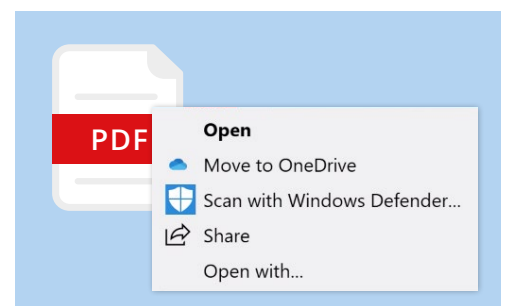 PDF
Open
Move to OneDrive
Scan with Windows Defender...
Share
Open with...